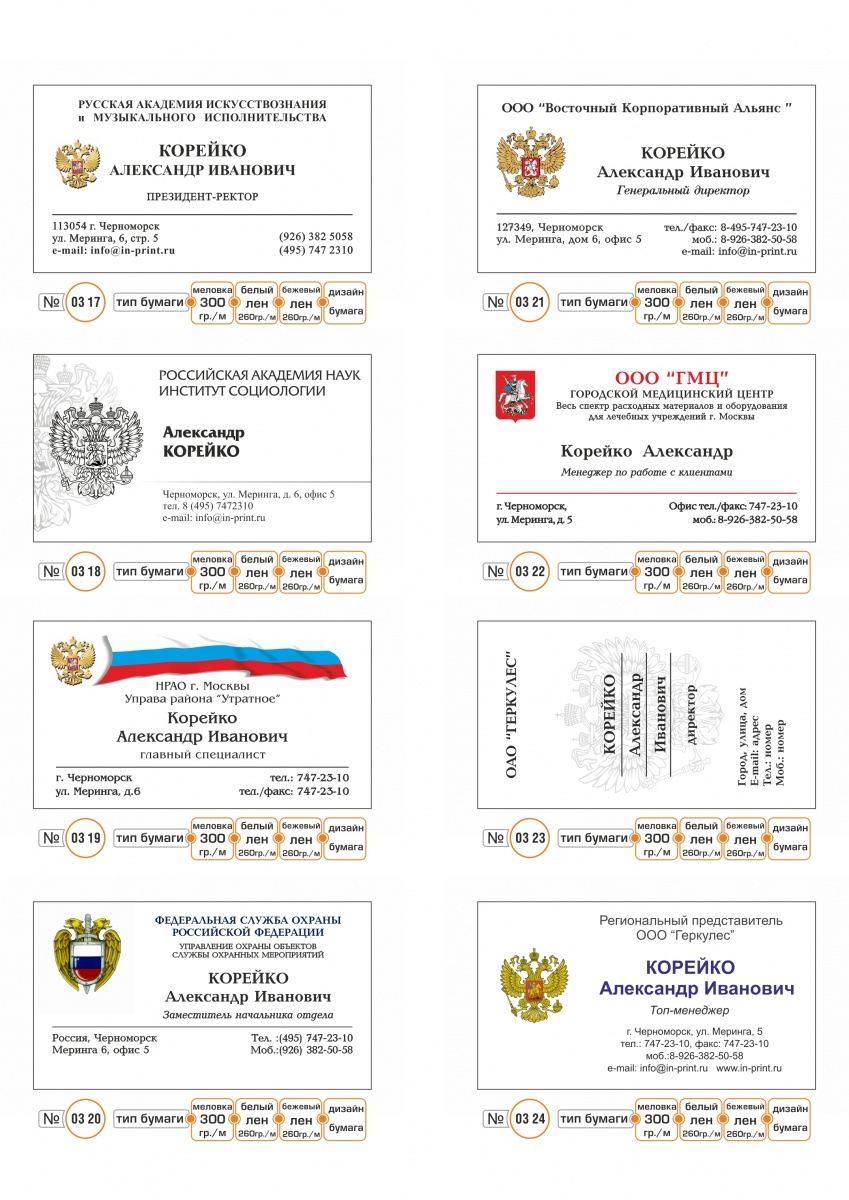 РУССКАЯ АКАДЕМИЯ ИСКУССТВОЗНАНИЯ
и МУЗЫКАЛЬНОГО ИСПОЛНИТЕЛЬСТВА
КОРЕЙКО
АЛЕКСАНДР ИВАНОВИЧ
ПРЕЗИДЕНТ-РЕКТОР
113054 г. Черноморск
ул. Меринга, 6, стр. 5
e-mail: info@in-print.ru
(926) 382 5058
(495) 747 2310
№ 03 17 тип бумаги
меловка 300 гр./м
белый лен 260гр./м
бежевый лен 260гр./м
дизайн бумага
ООО “Восточный Корпоративный Альянс ”
КОРЕЙКО
Александр Иванович
Генеральный директор
127349, Черноморск
ул. Меринга, дом 6, офис 5
тел./факс: 8-495-747-23-10
моб.: 8-926-382-50-58
e-mail: info@in-print.ru
№ 03 21 тип бумаги
меловка 300 гр./м
белый лен 260гр./м
бежевый лен 260гр./м
дизайн бумага
РОССИЙСКАЯ АКАДЕМИЯ НАУК
ИНСТИТУТ СОЦИОЛОГИИ
Александр
КОРЕЙКО
Черноморск, ул. Меринга, д. 6, офис 5
тел. 8 (495) 7472310
e-mail: info@in-print.ru
№ 03 18 тип бумаги
меловка 300 гр./м
белый лен 260гр./м
бежевый лен 260гр./м
дизайн бумага
ООО “ГМЦ”
ГОРОДСКОЙ МЕДИЦИНСКИЙ ЦЕНТР
Весь спектр расходных материалов и оборудования
для лечебных учреждений г. Москвы
Корейко Александр
Менеджер по работе с клиентами
г. Черноморск,
ул. Меринга, д. 5
Офис тел./факс: 747-23-10
моб.: 8-926-382-50-58
№ 03 22 тип бумаги
меловка 300 гр./м
белый лен 260гр./м
бежевый лен 260гр./м
дизайн бумага
НРАО г. Москвы
Управа района “Утратное”
Корейко
Александр Иванович
главный специалист
г. Черноморск
ул. Меринга, д.6
тел.: 747-23-10
тел./факс: 747-23-10
№ 03 19 тип бумаги
меловка 300 гр./м
белый лен 260гр./м
бежевый лен 260гр./м
дизайн бумага
ОАО “ГЕРКУЛЕС”
КОРЕЙКО
Александр
Иванович
директор
Город, улица, дом
E-mail: адрес
Тел.: номер
Моб.: номер
№ 03 23 тип бумаги
меловка 300 гр./м
белый лен 260гр./м
бежевый лен 260гр./м
дизайн бумага
ФЕДЕРАЛЬНАЯ СЛУЖБА ОХРАНЫ
РОССИЙСКОЙ ФЕДЕРАЦИИ
УПРАВЛЕНИЕ ОХРАНЫ ОБЪЕКТОВ
СЛУЖБЫ ОХРАННЫХ МЕРОПРИЯТИЙ
КОРЕЙКО
Александр Иванович
Заместитель начальника отдела
Россия, Черноморск
Меринга 6, офис 5
Тел. :(495) 747-23-10
Моб.:(926) 382-50-58
№ 03 20 тип бумаги
меловка 300 гр./м
белый лен 260гр./м
бежевый лен 260гр./м
дизайн бумага
Региональный представитель
ООО “Геркулес”
КОРЕЙКО
Александр Иванович
Топ-менеджер
г. Черноморск, ул. Меринга, 5
тел.: 747-23-10, факс: 747-23-10
моб.:8-926-382-50-58
e-mail: info@in-print.ru www.in-print.ru
№ 03 24 тип бумаги
меловка 300 гр./м
белый лен 260гр./м
бежевый лен 260гр./м
дизайн бумага